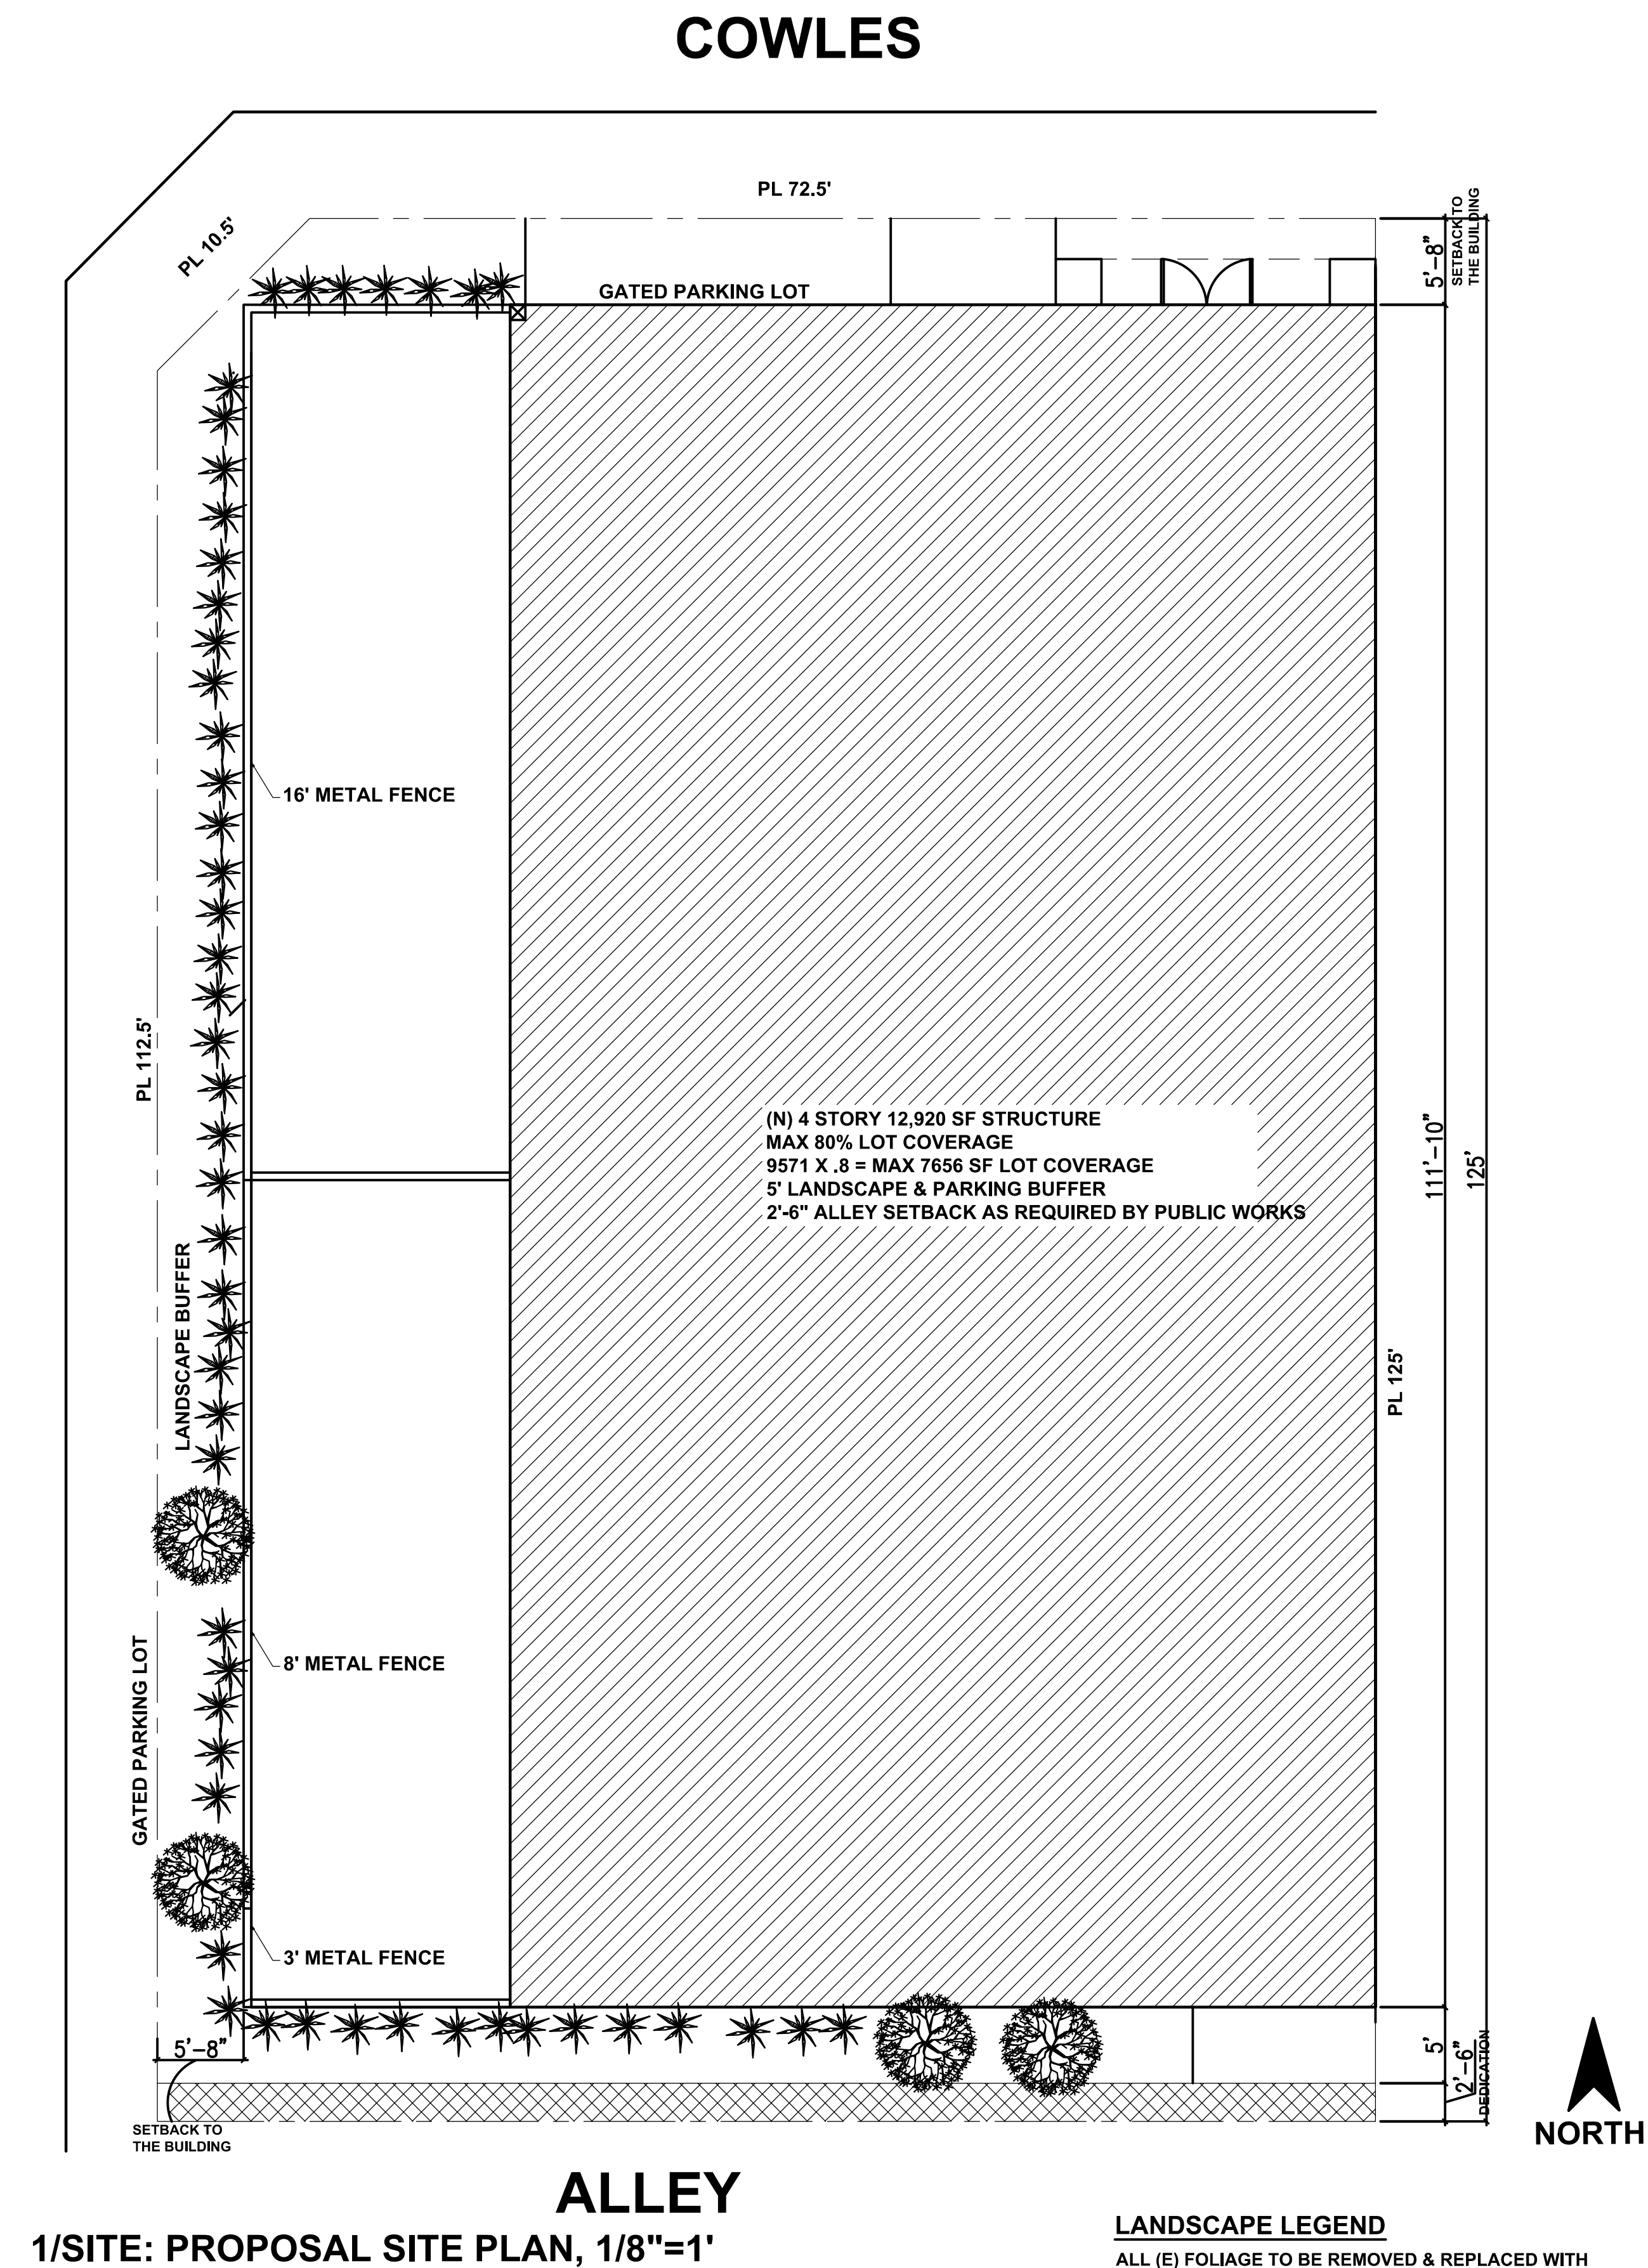 COWLES
PL 72.5'
PL 10.5'
SETBACK TO
THE BUILDING
5'-8"
GATED PARKING LOT
16' METAL FENCE
PL 112.5'
(N) 4 STORY 12,920 SF STRUCTURE
MAX 80% LOT COVERAGE
9571 X .8 = MAX 7656 SF LOT COVERAGE
5' LANDSCAPE & PARKING BUFFER
2'-6" ALLEY SETBACK AS REQUIRED BY PUBLIC WORKS
111'-10"
125'
LANDSCAPE BUFFER
PL 125'
8' METAL FENCE
GATED PARKING LOT
3' METAL FENCE
5'-8"
5'
2'-6"
DEDICATION
SETBACK TO
THE BUILDING
NORTH
ALLEY
1/SITE: PROPOSAL SITE PLAN, 1/8"=1'
LANDSCAPE LEGEND
ALL (E) FOLIAGE TO BE REMOVED & REPLACED WITH